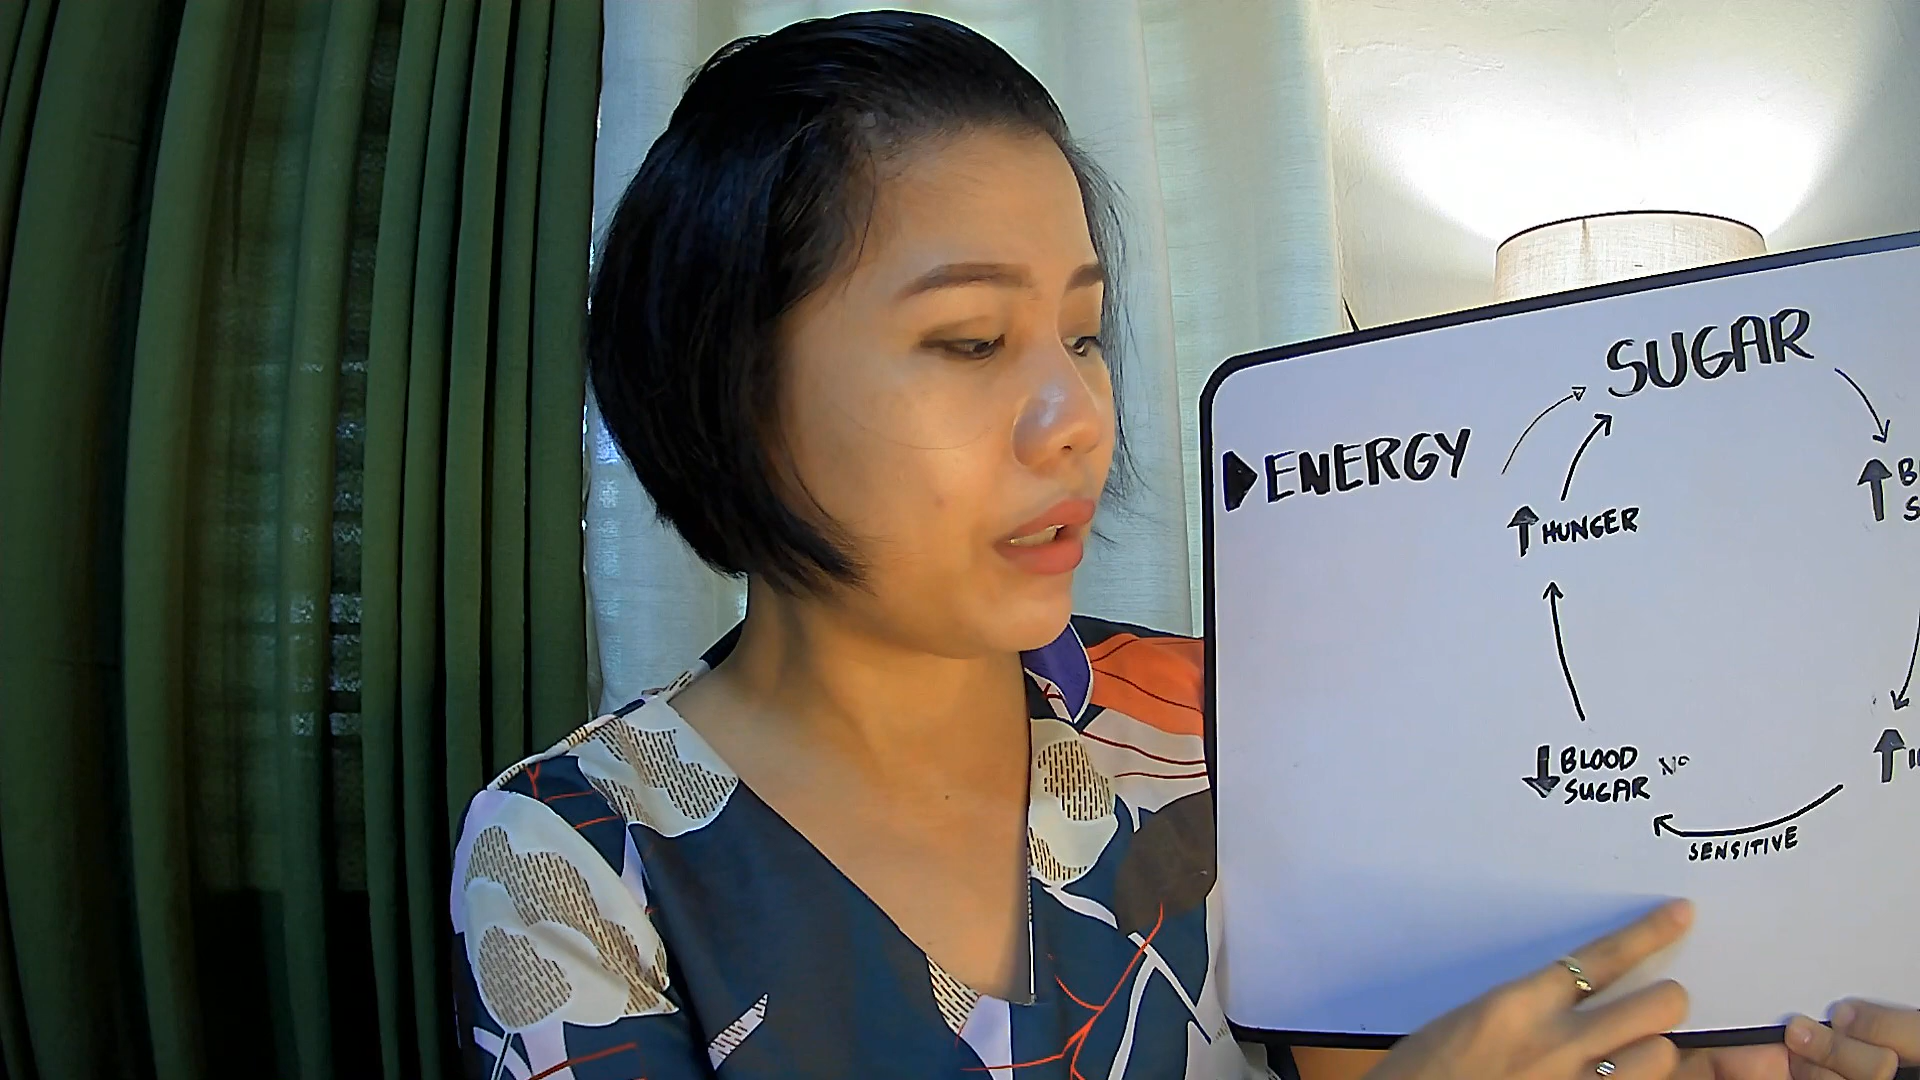 SUGAR
ENERGY
HUNGER
BLOOD
SUGAR
SENSITIVE